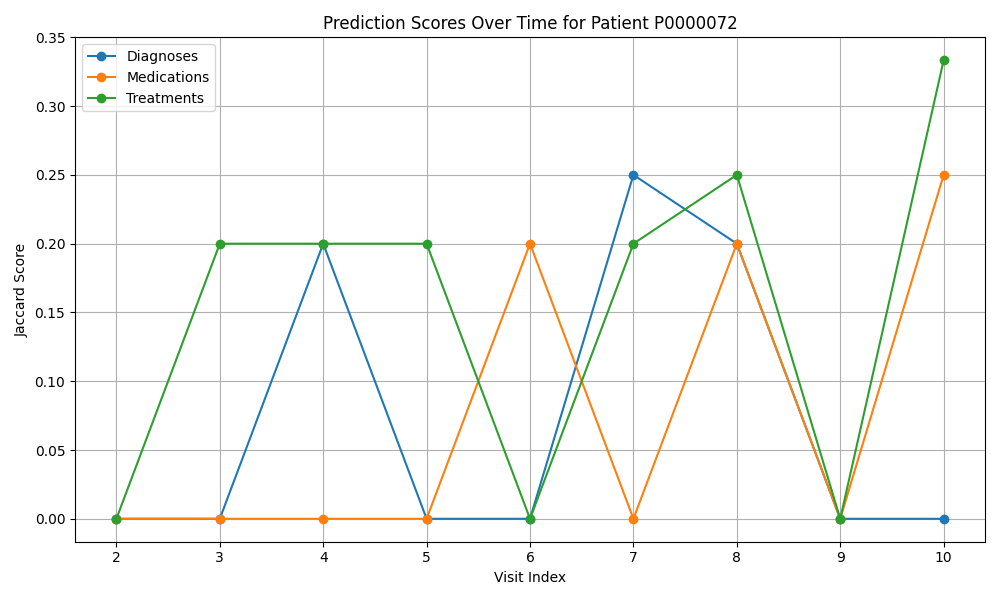 Prediction Scores Over Time for Patient P0000072
Diagnoses
Medications
Treatments
Jaccard Score
0.35
0.30
0.25
0.20
0.15
0.10
0.05
0.00
2 3 4 5 6 7 8 9 10
Visit Index